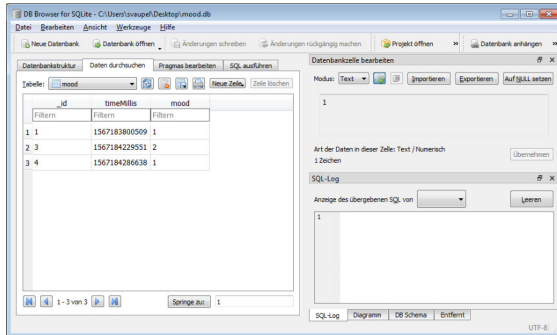 DB Browser for SQLite - C:\Users\svaupel\Desktop\mood.db
Datei Bearbeiten Ansicht Werkzeuge Hilfe
Neue Datenbank Datenbank öffnen Änderungen schreiben Änderungen rückgängig machen Projekt öffnen » Datenbank anhängen »
Datenbankstruktur Daten durchsuchen Pragmas bearbeiten SQL ausführen
Tabelle: mood Neue Zeile Zeile löschen
_id timeMillis mood
Filtern Filtern Filtern
1 1 1567183800509 1
2 3 1567184229551 2
3 4 1567184286638 1
1 - 3 von 3 Springe zu: 1
Datenbankzelle bearbeiten
Modus: Text Importieren Exportieren Auf NULL setzen
1
Art der Daten in dieser Zelle: Text / Numerisch
1 Zeichen
Übernehmen
SQL-Log
Anzeige des übergebenen SQL von Leeren
1
SQL-Log Diagramm DB Schema Entfernt
UTF-8